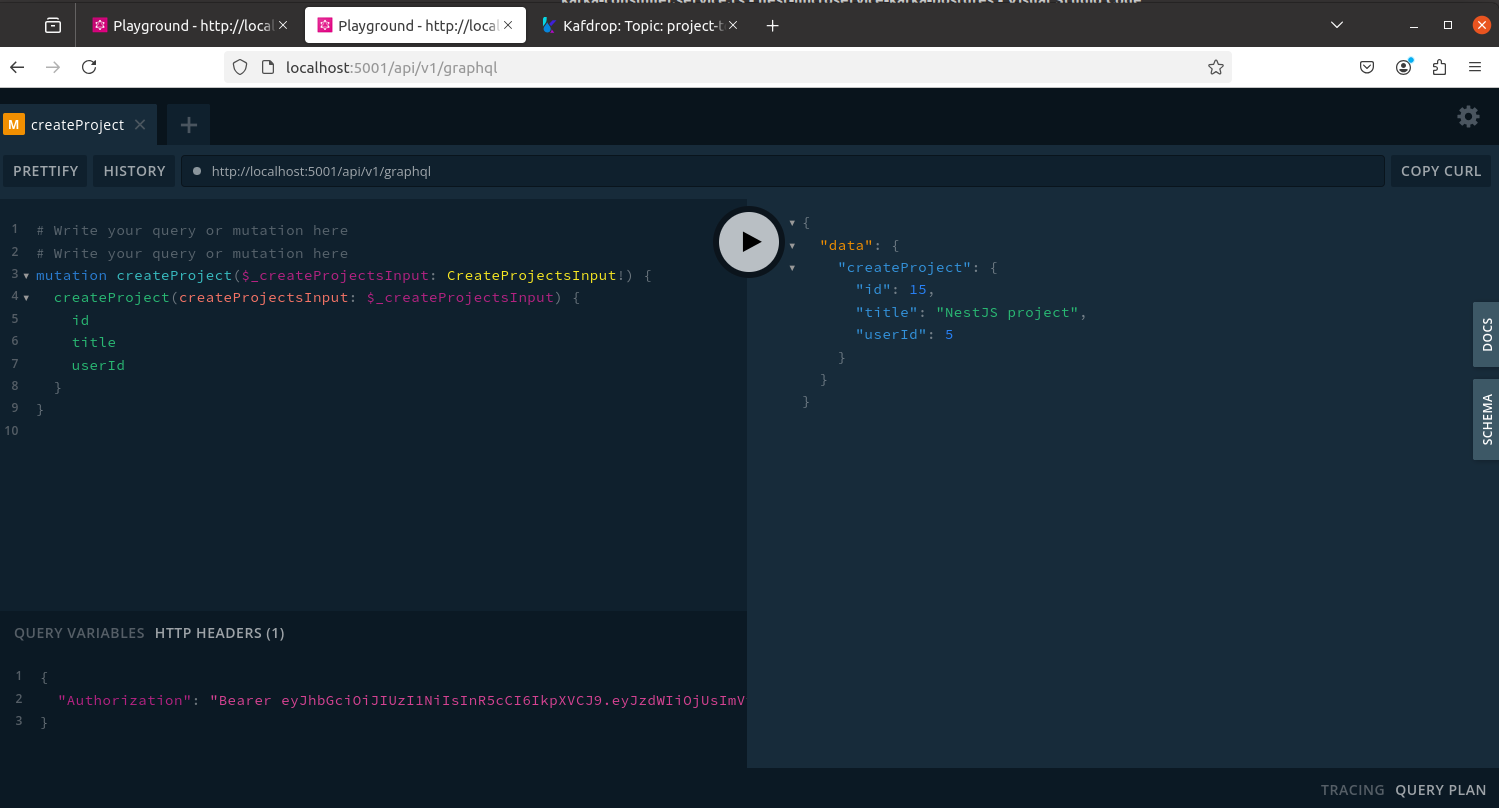 Playground - http://local
Playground - http://local
Kafdrop: Topic: project-t
localhost:5001/api/v1/graphql
M createProject
PRETTIFY HISTORY http://localhost:5001/api/v1/graphql COPY CURL
1 # Write your query or mutation here
2 # Write your query or mutation here
3 mutation createProject($_createProjectsInput: CreateProjectsInput!) {
4 createProject(createProjectsInput: $_createProjectsInput) {
5 id
6 title
7 userId
8 }
9 }
10
{
"data": {
"createProject": {
"id": 15,
"title": "NestJS project",
"userId": 5
}
}
}
DOCS
SCHEMA
QUERY VARIABLES HTTP HEADERS (1)
1 {
2 "Authorization": "Bearer eyJhbGciOiJIUzI1NiIsInR5cCI6IkpXVCJ9.eyJzdWIiOjUsImV
3 }
TRACING QUERY PLAN